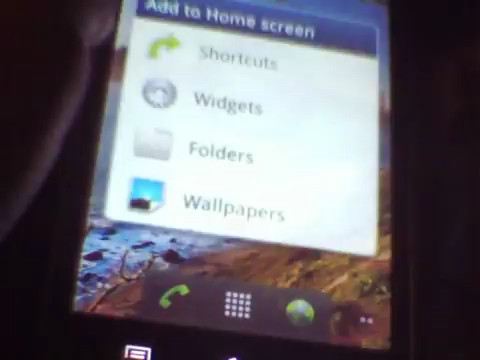 Add to Home screen
Shortcuts
Widgets
Folders
Wallpapers